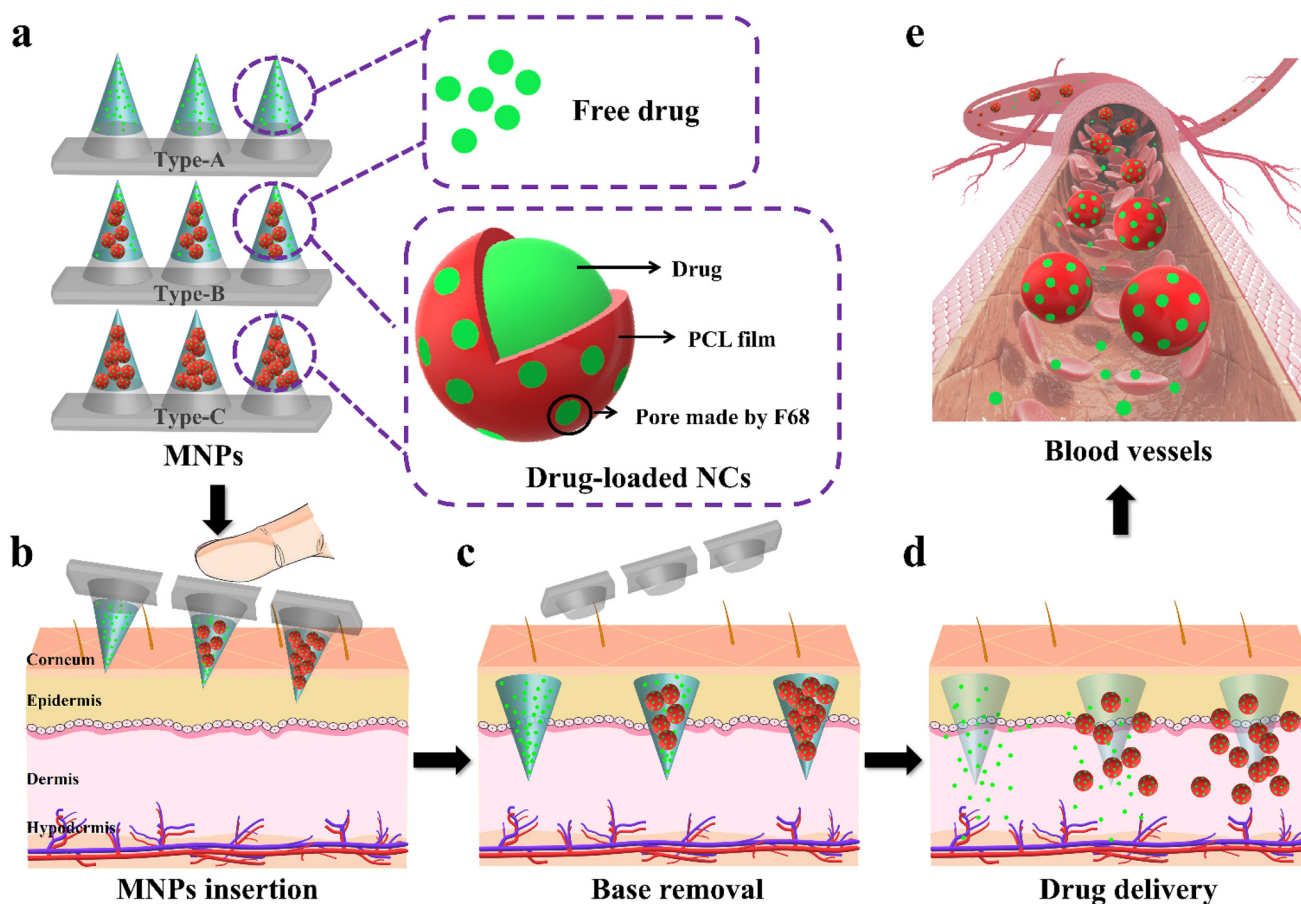 a
Type-A
Type-B
Type-C
MNPs
Free drug
Drug
PCL film
Pore made by F68
Drug-loaded NCs
e
Blood vessels
b
Corneum
Epidermis
Dermis
Hypodermis
MNPs insertion
c
Base removal
d
Drug delivery